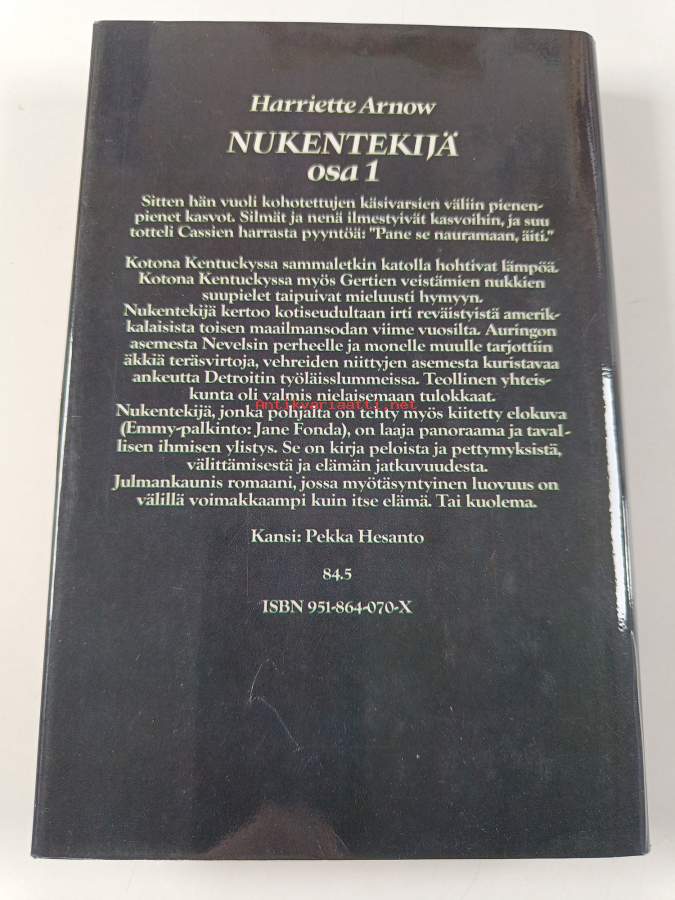 Harriette Arnow
NUKENTEKIJÄ
osa 1
Sitten hän vuoli kohotettujen käsivarsien väliin pienen-
pienet kasvot. Silmät ja nenä ilmestyivät kasvoihin, ja suu
totteli Cassien harrasta pyyntöä: "Pane se nauramaan, äiti."
Kotona Kentuckyssa sammaletkin katolla hohtivat lämpöä.
Kotona Kentuckyssa myös Gertien veistämien nukkien
suupielet taipuivat mieluusti hymyyn.
Nukentekijä kertoo kotiseudultaan irti reväistyistä amerik-
kalaisista toisen maailmansodan viime vuosilta. Auringon
asemesta Nevelsin perheelle ja monelle muulle tarjottiin
äkkiä teräsvirtoja, vehreiden niittyjen asemesta kuristavaa
ankeutta Detroitin työläisslummeissa. Teollinen yhteis-
kunta oli valmis nielaisemaan tulokkaat.
Antikvariaatti.net
Nukentekijä, jonka pohjalta on tehty myös kiitetty elokuva
(Emmy-palkinto: Jane Fonda), on laaja panoraama ja taval-
lisen ihmisen ylistys. Se on kirja peloista ja pettymyksistä,
välittämisestä ja elämän jatkuvuudesta.
Julmankaunis romaani, jossa myötäsyntyinen luovuus on
välillä voimakkaampi kuin itse elämä. Tai kuolema.
Kansi: Pekka Hesanto
84.5
ISBN 951-864-070-X